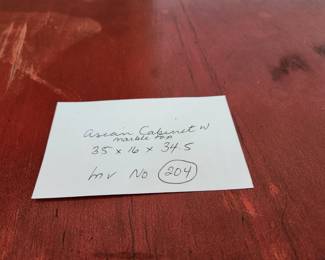 asian Cabinet w
marble top
35 x 16 x 34.5
Inv No 204